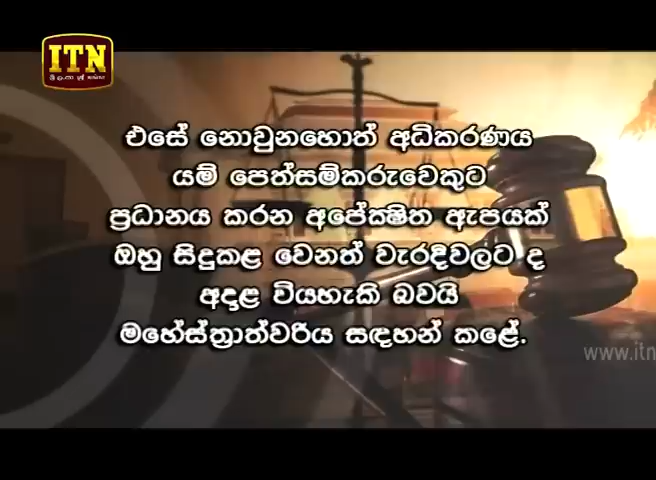 ITN
එසේ නොවුනහොත් අධිකරණය
යම් පෙත්සම්කරුවෙකුට
ප්‍රධානය කරන අපේක්ෂිත ඇපයක්
ඔහු සිදුකළ වෙනත් වැරදිවලට ද
අදාළ වියහැකි බවයි
මහේස්ත්‍රාත්වරිය සඳහන් කළේ.
www.itn